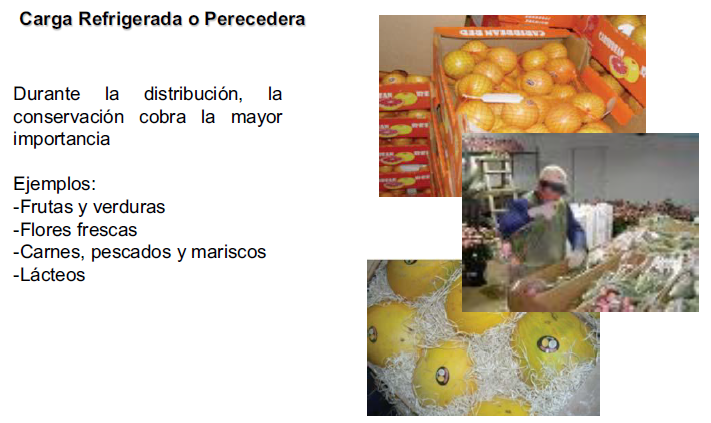 Carga Refrigerada o Perecedera
Durante la distribución, la
conservación cobra la mayor
importancia
Ejemplos:
-Frutas y verduras
-Flores frescas
-Carnes, pescados y mariscos
-Lácteos
CARIBBEAN RED
CARIBBEAN